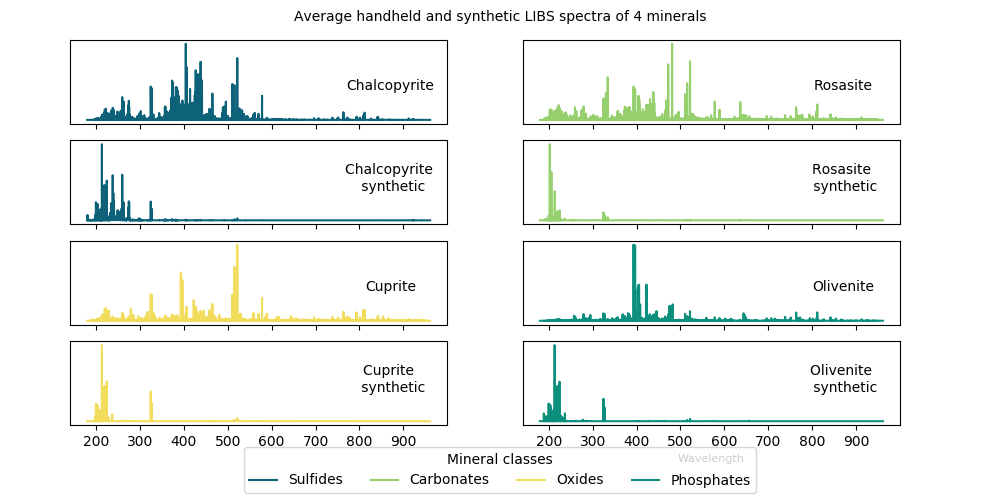 Average handheld and synthetic LIBS spectra of 4 minerals
Chalcopyrite
Rosasite
Chalcopyrite
synthetic
Rosasite
synthetic
Cuprite
Olivenite
Cuprite
synthetic
Olivenite
synthetic
200 300 400 500 600 700 800 900
200 300 400 500 600 700 800 900
Wavelength
Mineral classes
Sulfides Carbonates Oxides Phosphates